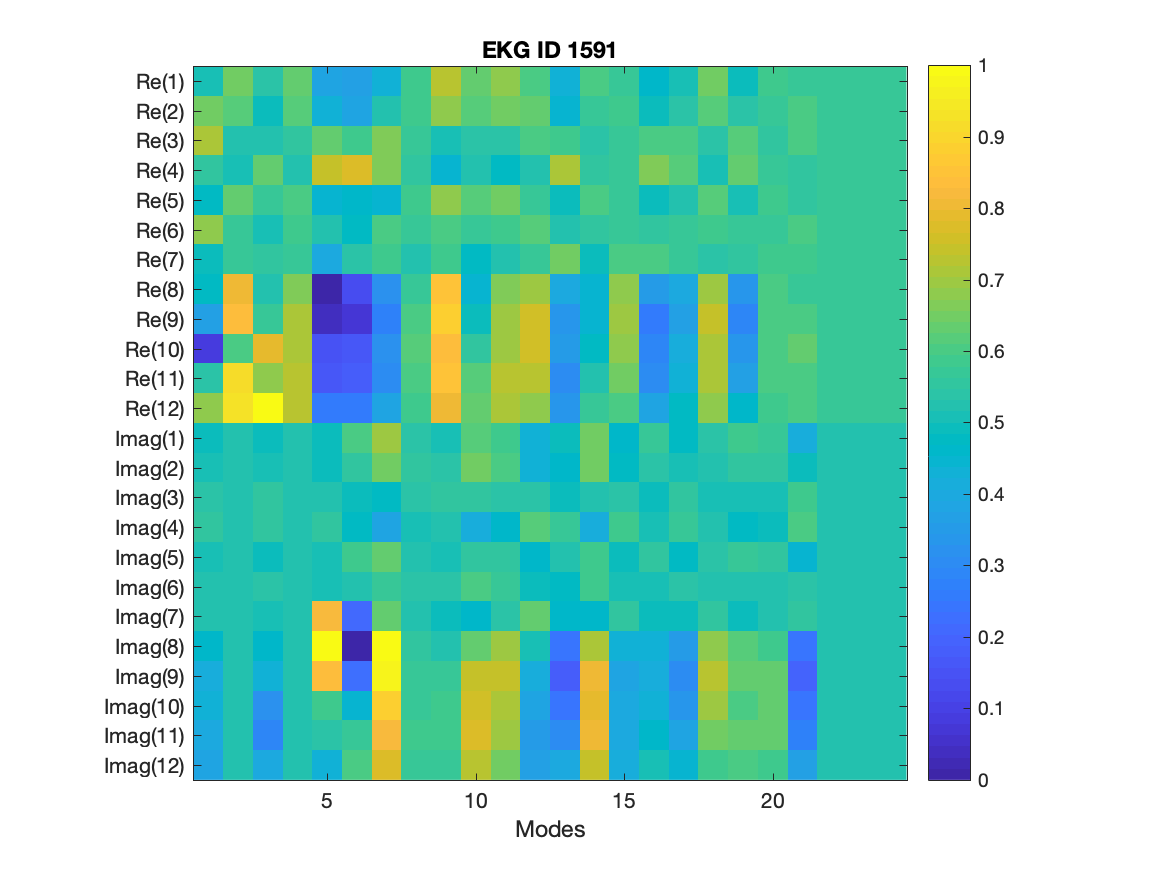 EKG ID 1591
Re(1)
Re(2)
Re(3)
Re(4)
Re(5)
Re(6)
Re(7)
Re(8)
Re(9)
Re(10)
Re(11)
Re(12)
Imag(1)
Imag(2)
Imag(3)
Imag(4)
Imag(5)
Imag(6)
Imag(7)
Imag(8)
Imag(9)
Imag(10)
Imag(11)
Imag(12)
5 10 15 20
Modes
1
0.9
0.8
0.7
0.6
0.5
0.4
0.3
0.2
0.1
0